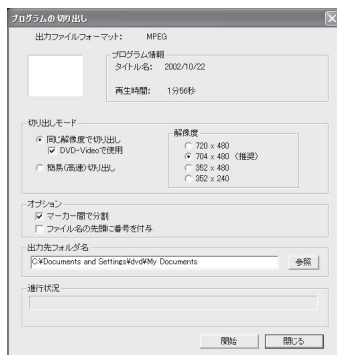 プログラムの切り出し
出力ファイルフォーマット: MPEG
プログラム情報
タイトル名: 2002/10/22
再生時間: 1分56秒
切り出しモード
同じ解像度で切り出し
DVD-Videoで使用
簡易(高速)切り出し
解像度
720 x 480
704 x 480 (推奨)
352 x 480
352 x 240
オプション
マーカー間で分割
ファイル名の先頭に番号を付与
出力先フォルダ名
C:¥Documents and Settings¥dvd¥My Documents
参照
進行状況
開始
閉じる